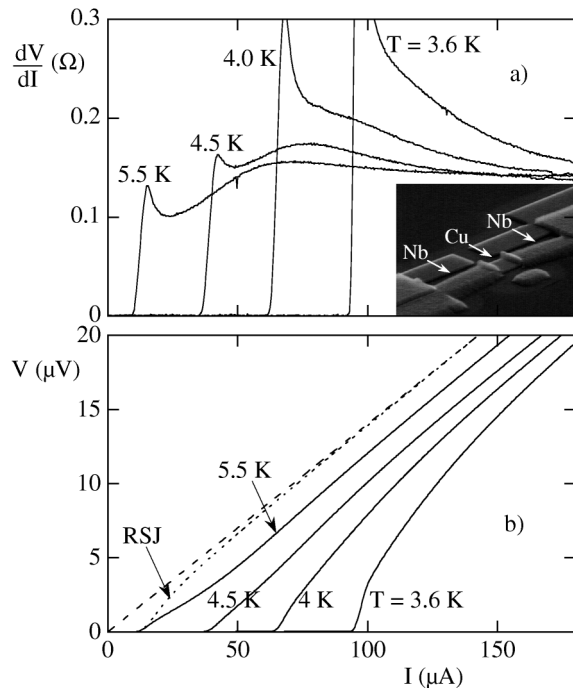 0.3
dV
dI (Ω)
4.0 K
T = 3.6 K
a)
0.2
4.5 K
5.5 K
0.1
Nb
Cu
Nb
0
20
V (μV)
15
5.5 K
10
b)
RSJ
5
4.5 K
4 K
T = 3.6 K
0
0
50
100
150
I (μA)